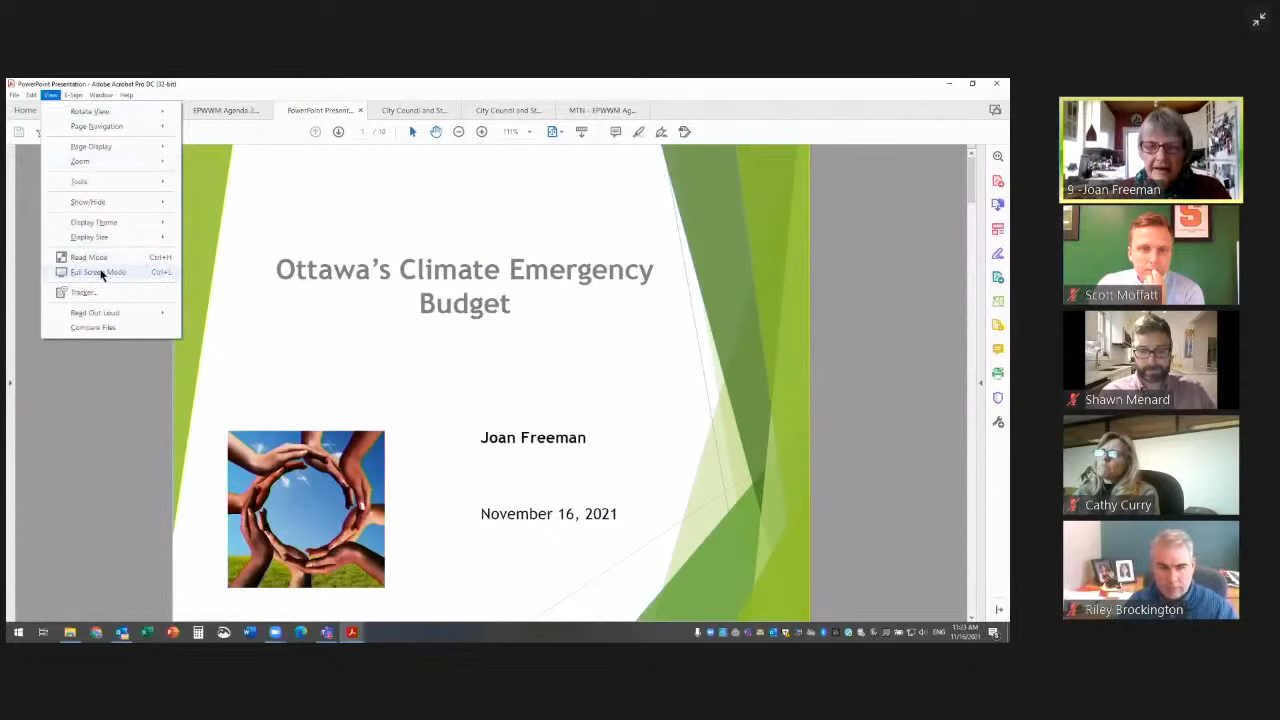 PowerPoint Presentation - Adobe Acrobat Pro DC (32-bit)
File Edit View E-Sign Window Help
Home EPWWM Agenda 2... PowerPoint Present... × City Council and St... City Council and St... MTN - EPWWM Ag...
1 / 13 111%
Rotate View
Page Navigation
Page Display
Zoom
Tools
Show/Hide
Display Theme
Display Size
Read Mode Ctrl+H
Full Screen Mode Ctrl+L
Tracker...
Read Out Loud
Compare Files
Ottawa's Climate Emergency
Budget
Joan Freeman
November 16, 2021
9 -Joan Freeman
Scott Moffatt
Shawn Menard
Cathy Curry
Riley Brockington
ENG
11:23 AM
11/16/2021